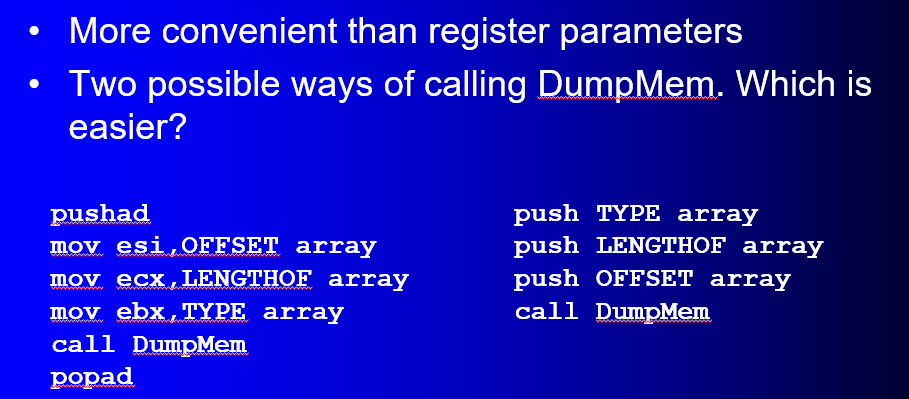 • More convenient than register parameters
• Two possible ways of calling DumpMem. Which is
easier?
pushad
mov esi,OFFSET array
mov ecx,LENGTHOF array
mov ebx,TYPE array
call DumpMem
popad
push TYPE array
push LENGTHOF array
push OFFSET array
call DumpMem